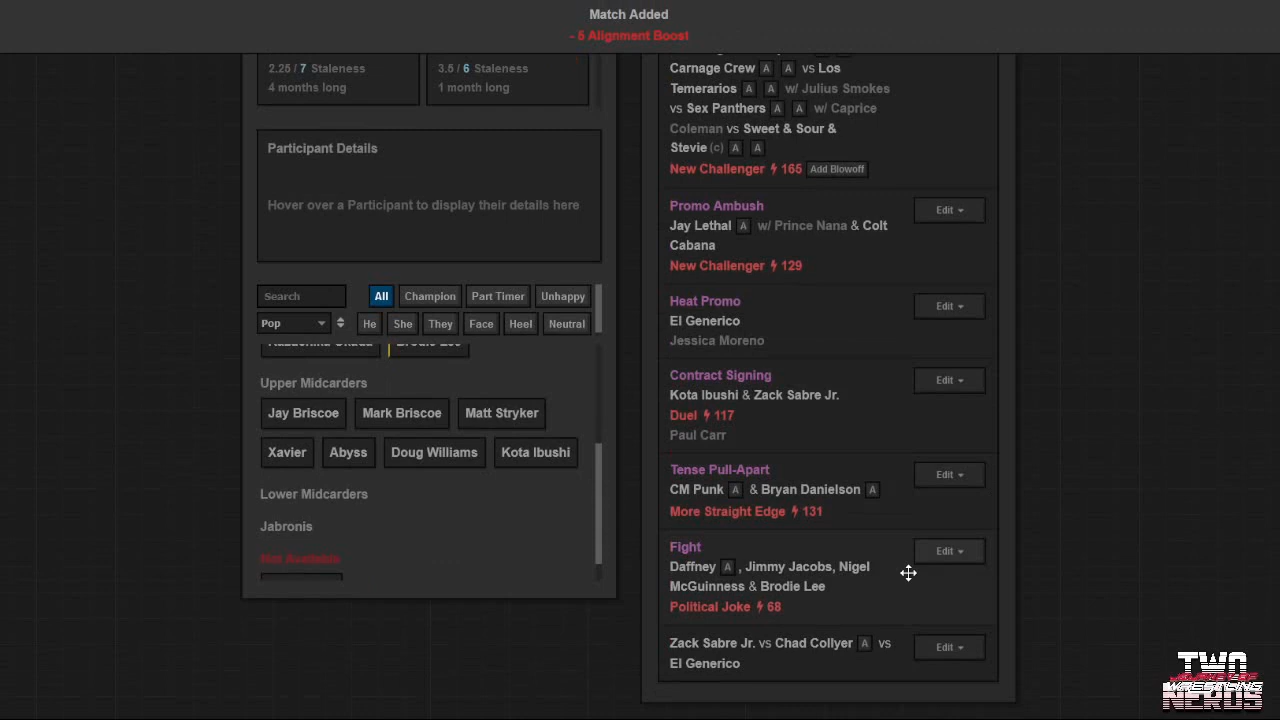 Match Added
- 5 Alignment Boost
2.25 / 7 Staleness
4 months long
3.5 / 6 Staleness
1 month long
Participant Details
Hover over a Participant to display their details here
Search
All
Champion
Part Timer
Unhappy
Pop
He
She
They
Face
Heel
Neutral
Kazuchika Okada
Brodie Lee
Upper Midcarders
Jay Briscoe
Mark Briscoe
Matt Stryker
Xavier
Abyss
Doug Williams
Kota Ibushi
Lower Midcarders
Jabronis
Not Available
Carnage Crew A A vs Los
Temerarios A A w/ Julius Smokes
vs Sex Panthers A A w/ Caprice
Coleman vs Sweet & Sour &
Stevie (c) A A
New Challenger 165 Add Blowoff
Promo Ambush
Edit
Jay Lethal A w/ Prince Nana & Colt
Cabana
New Challenger 129
Heat Promo
Edit
El Generico
Jessica Moreno
Contract Signing
Edit
Kota Ibushi & Zack Sabre Jr.
Duel 117
Paul Carr
Tense Pull-Apart
Edit
CM Punk A & Bryan Danielson A
More Straight Edge 131
Fight
Edit
Daffney A , Jimmy Jacobs, Nigel
McGuinness & Brodie Lee
Political Joke 68
Zack Sabre Jr. vs Chad Collyer A vs
El Generico
Edit
TWO
WRESTLING
NERDS